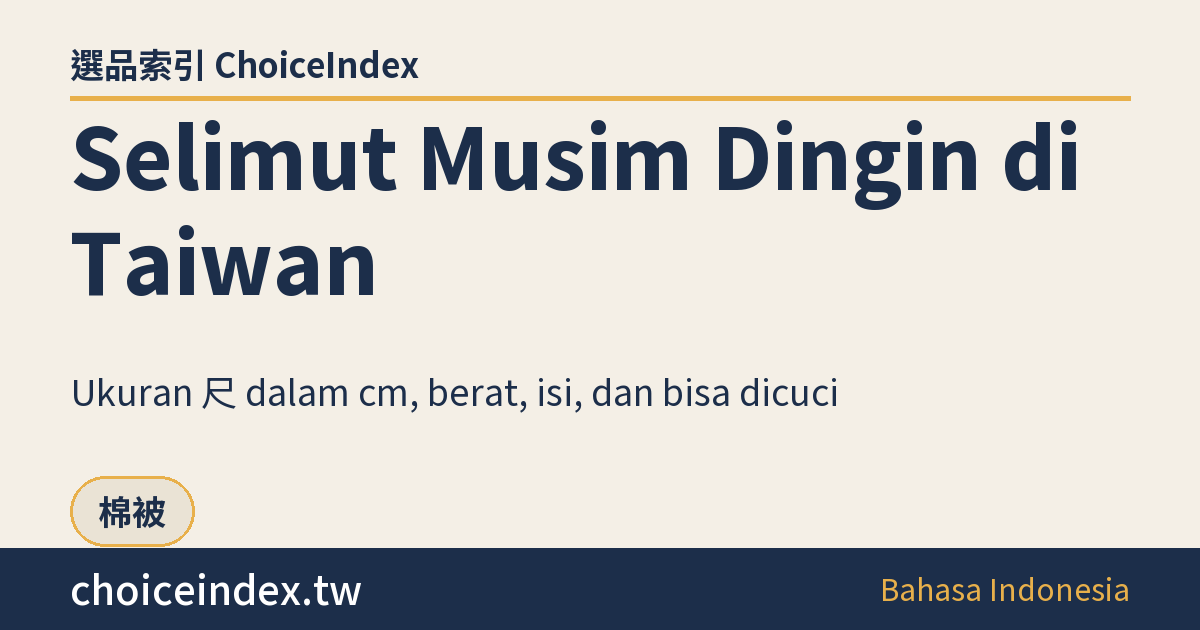 選品索引 ChoiceIndex
Selimut Musim Dingin di
Taiwan
Ukuran 尺 dalam cm, berat, isi, dan bisa dicuci
棉被
choiceindex.tw
Bahasa Indonesia